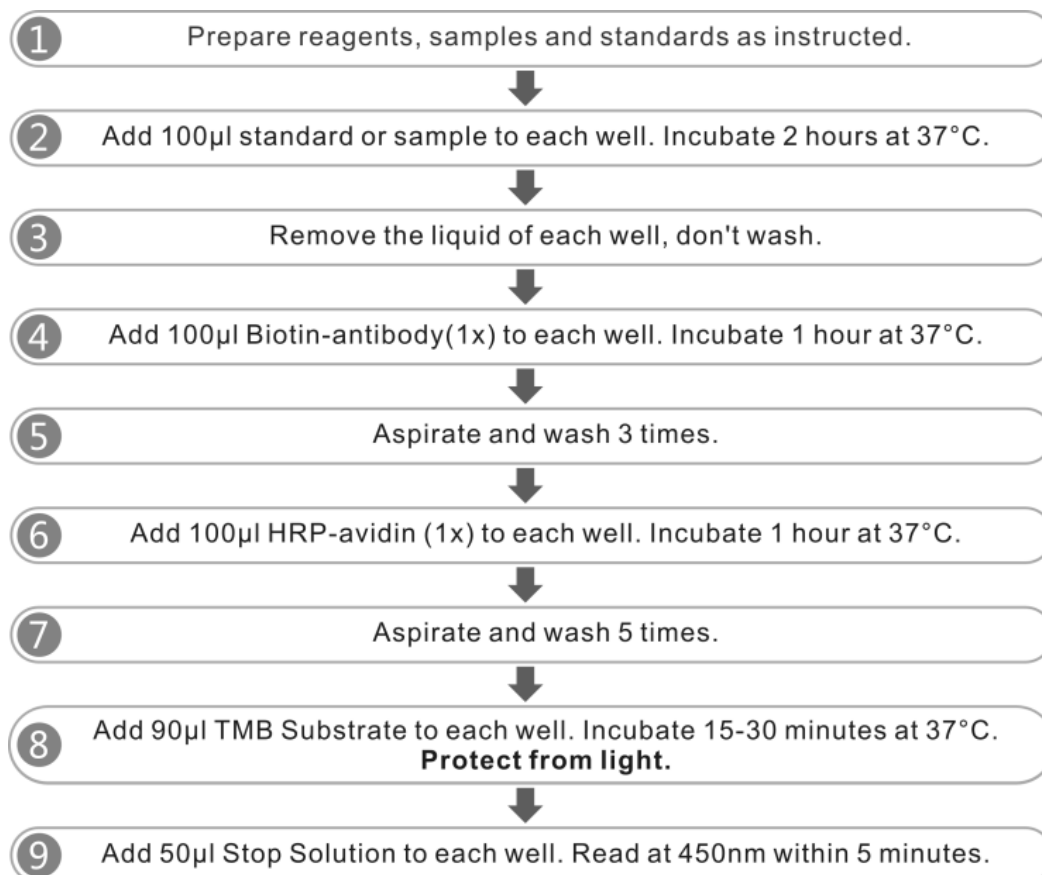 1 Prepare reagents, samples and standards as instructed.
2 Add 100µl standard or sample to each well. Incubate 2 hours at 37°C.
3 Remove the liquid of each well, don't wash.
4 Add 100µl Biotin-antibody(1x) to each well. Incubate 1 hour at 37°C.
5 Aspirate and wash 3 times.
6 Add 100µl HRP-avidin (1x) to each well. Incubate 1 hour at 37°C.
7 Aspirate and wash 5 times.
8 Add 90µl TMB Substrate to each well. Incubate 15-30 minutes at 37°C.
Protect from light.
9 Add 50µl Stop Solution to each well. Read at 450nm within 5 minutes.